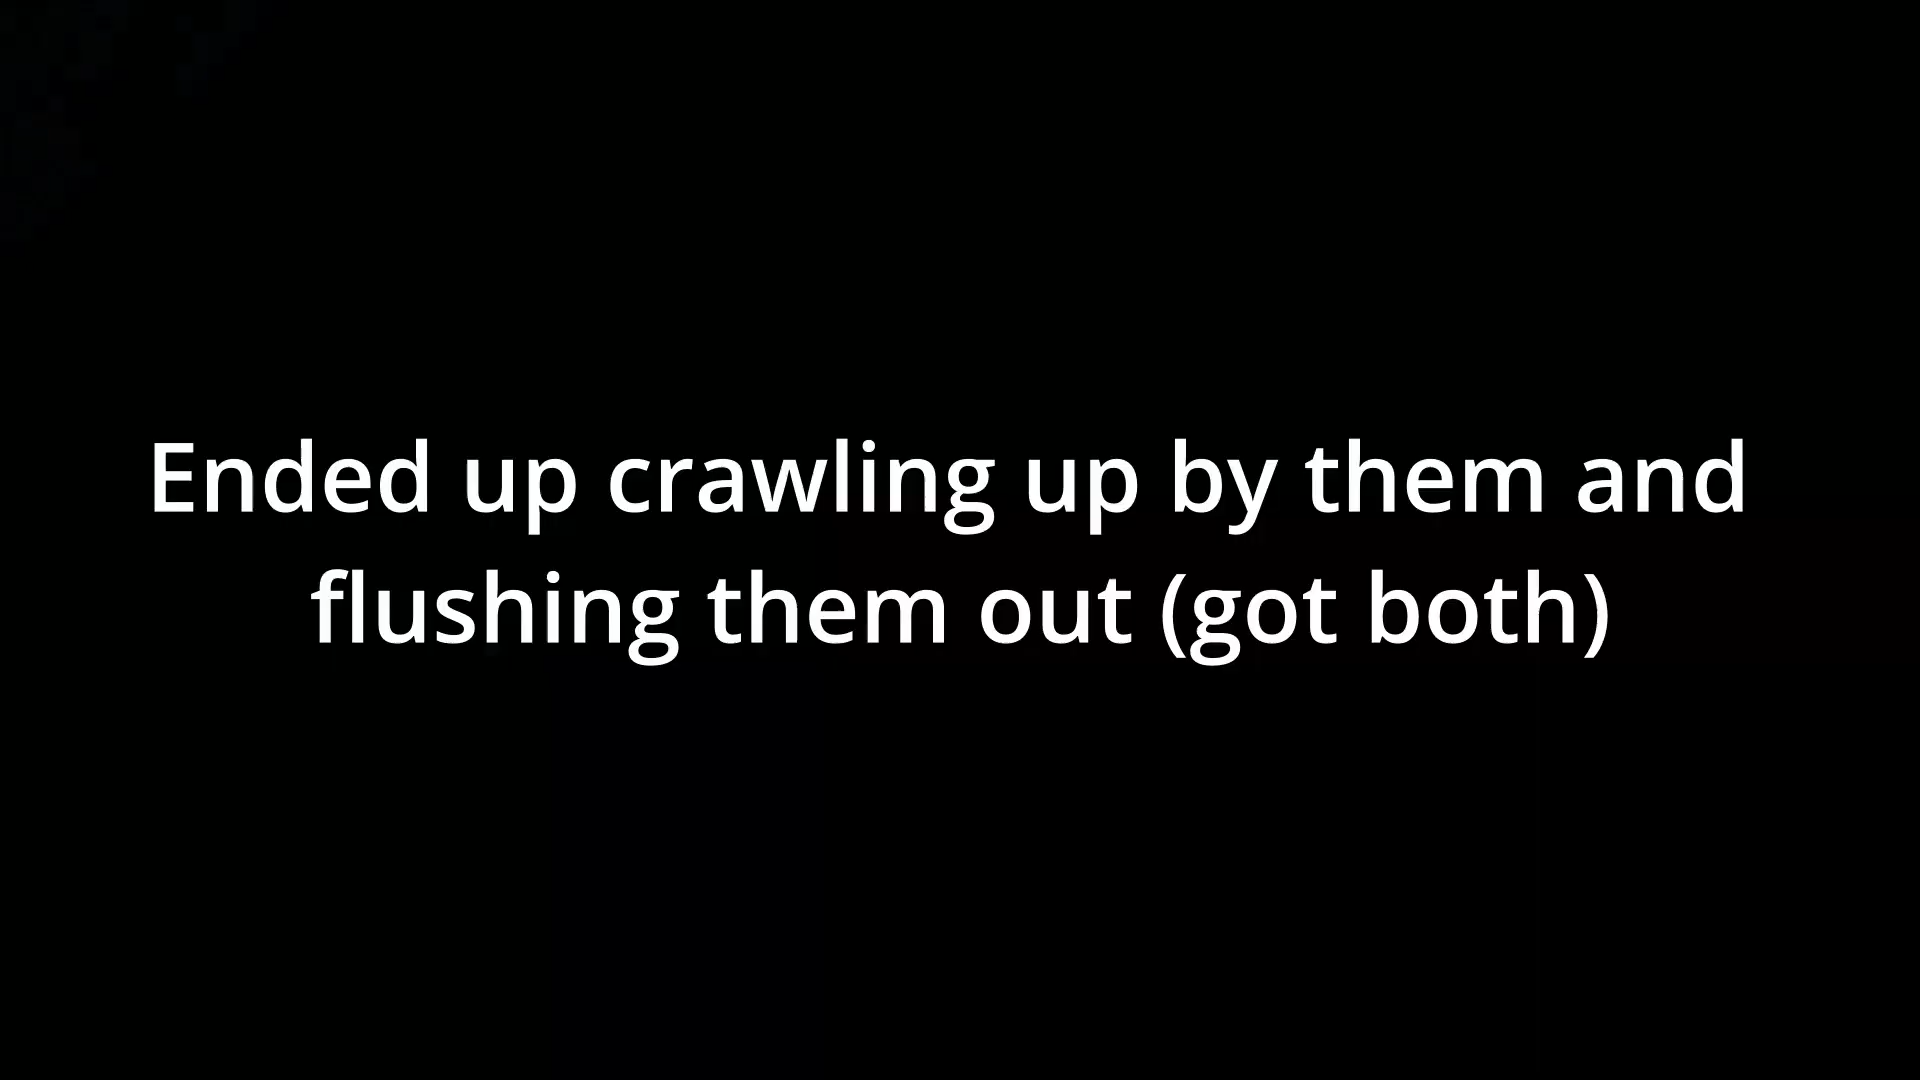 Ended up crawling up by them and
flushing them out (got both)